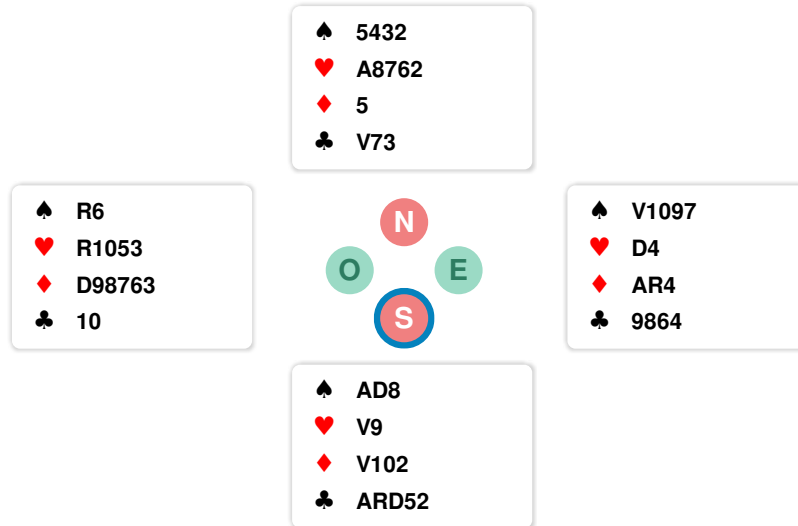 ♠ 5432
♥ A8762
♦ 5
♣ V73
♠ R6
♥ R1053
♦ D98763
♣ 10
N
O E
S
♠ V1097
♥ D4
♦ AR4
♣ 9864
♠ AD8
♥ V9
♦ V102
♣ ARD52